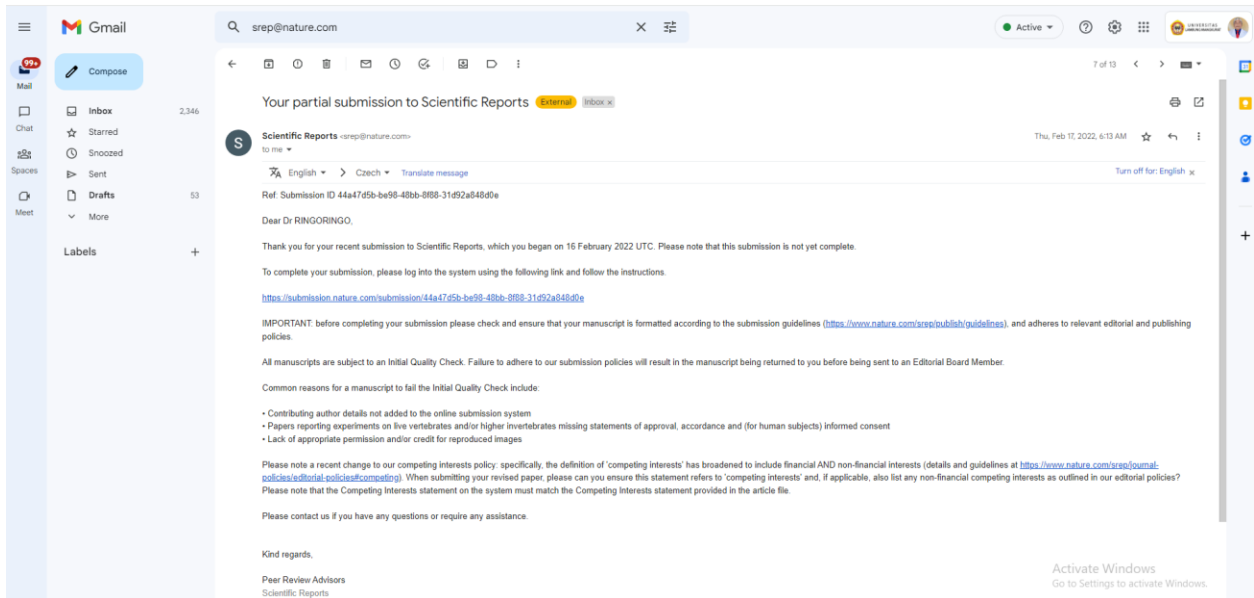 Gmail
srep@nature.com
Active
UNIVERSITAS
99+
Mail
Compose
Chat
Spaces
Meet
Inbox 2,346
Starred
Snoozed
Sent
Drafts 53
More
Labels
7 of 13
Your partial submission to Scientific Reports External Inbox x
S
Scientific Reports <srep@nature.com> Thu, Feb 17, 2022, 6:13 AM
to me
English > Czech Translate message Turn off for: English x
Ref: Submission ID 44a47d5b-be98-48bb-8f88-31d92a848d0e
Dear Dr RINGORINGO,
Thank you for your recent submission to Scientific Reports, which you began on 16 February 2022 UTC. Please note that this submission is not yet complete.
To complete your submission, please log into the system using the following link and follow the instructions.
https://submission.nature.com/submission/44a47d5b-be98-48bb-8f88-31d92a848d0e
IMPORTANT: before completing your submission please check and ensure that your manuscript is formatted according to the submission guidelines (https://www.nature.com/srep/publish/guidelines), and adheres to relevant editorial and publishing
policies.
All manuscripts are subject to an Initial Quality Check. Failure to adhere to our submission policies will result in the manuscript being returned to you before being sent to an Editorial Board Member.
Common reasons for a manuscript to fail the Initial Quality Check include:
• Contributing author details not added to the online submission system
• Papers reporting experiments on live vertebrates and/or higher invertebrates missing statements of approval, accordance and (for human subjects) informed consent
• Lack of appropriate permission and/or credit for reproduced images
Please note a recent change to our competing interests policy: specifically, the definition of 'competing interests' has broadened to include financial AND non-financial interests (details and guidelines at https://www.nature.com/srep/journal-
policies/editorial-policies#competing). When submitting your revised paper, please can you ensure this statement refers to 'competing interests' and, if applicable, also list any non-financial competing interests as outlined in our editorial policies?
Please note that the Competing Interests statement on the system must match the Competing Interests statement provided in the article file.
Please contact us if you have any questions or require any assistance.
Kind regards,
Peer Review Advisors
Scientific Reports
Activate Windows
Go to Settings to activate Windows.